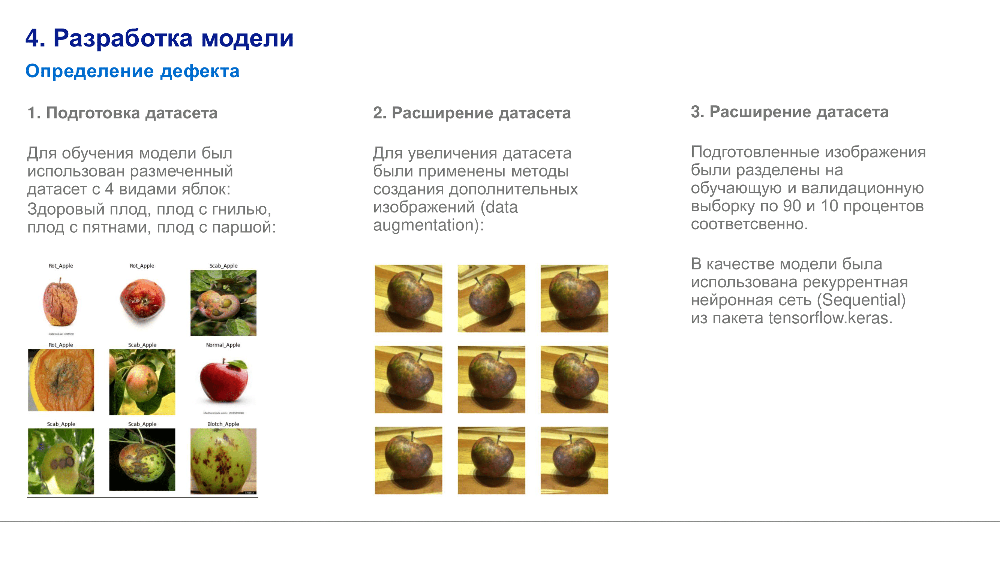 4. Разработка модели
Определение дефекта
1. Подготовка датасета
Для обучения модели был
использован размеченный
датасет с 4 видами яблок:
Здоровый плод, плод с гнилью,
плод с пятнами, плод с паршой:
Rot_Apple
Rot_Apple
Scab_Apple
Rot_Apple
Scab_Apple
Normal_Apple
Scab_Apple
Scab_Apple
Blotch_Apple
2. Расширение датасета
Для увеличения датасета
были применены методы
создания дополнительных
изображений (data
augmentation):
3. Расширение датасета
Подготовленные изображения
были разделены на
обучающую и валидационную
выборку по 90 и 10 процентов
соответсвенно.
В качестве модели была
использована рекуррентная
нейронная сеть (Sequential)
из пакета tensorflow.keras.